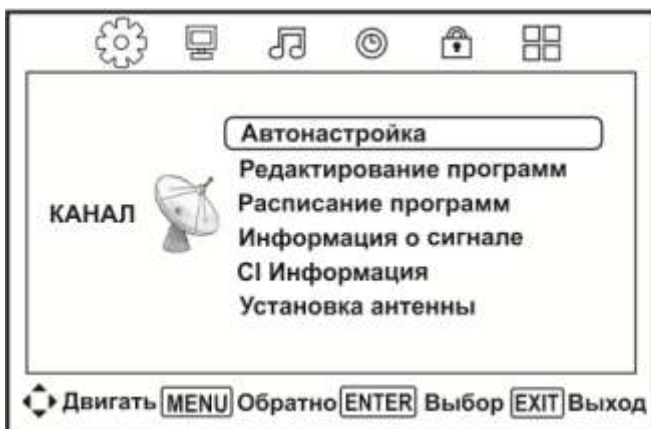 Автонастройка
Редактирование программ
КАНАЛ
Расписание программ
Информация о сигнале
CI Информация
Установка антенны
Двигать MENU Обратно ENTER Выбор EXIT Выход